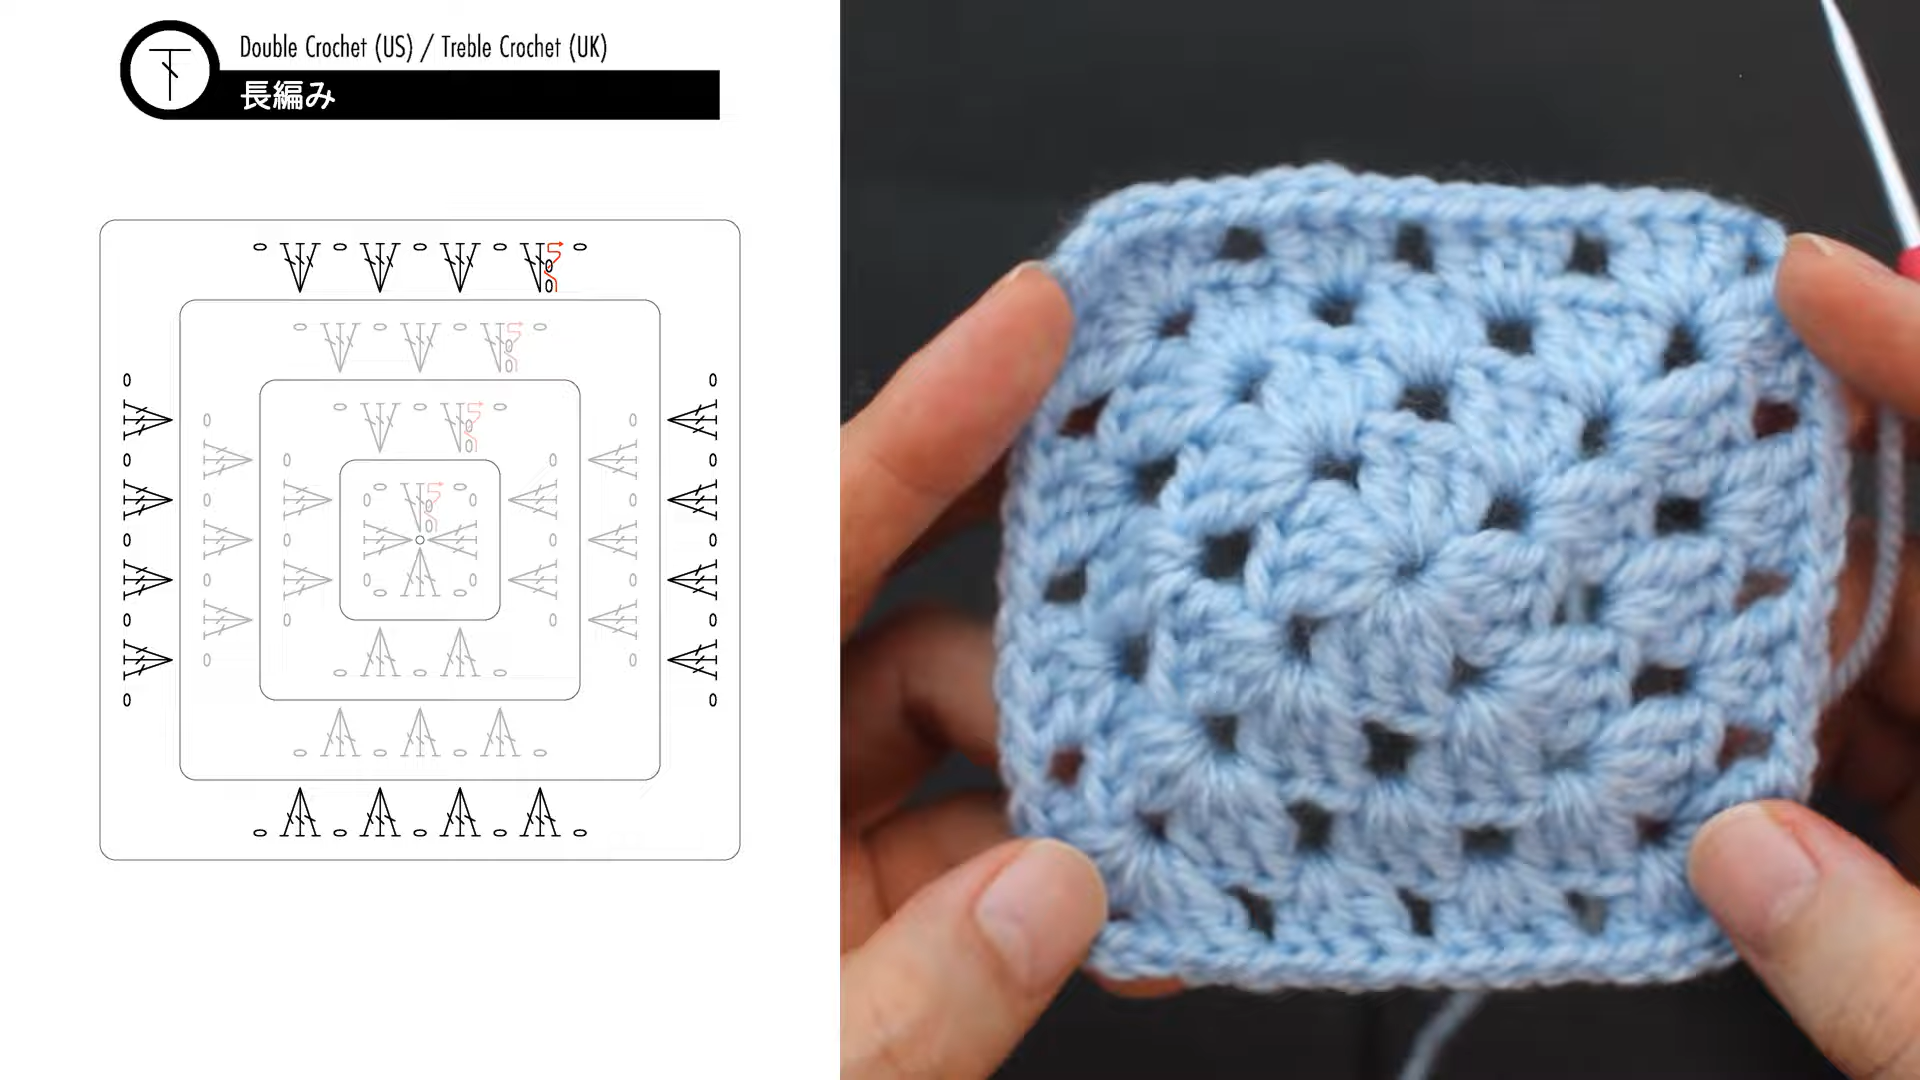 Double Crochet (US) / Treble Crochet (UK)
長編み